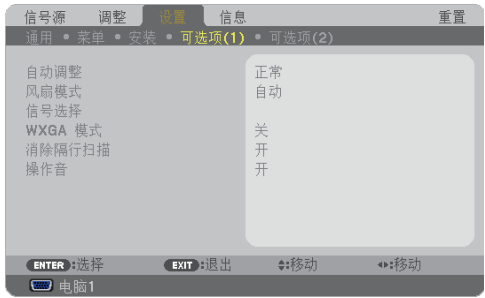 信号源 调整 设置 信息 重置
通用 • 菜单 • 安装 • 可选项(1) • 可选项(2)
自动调整 正常
风扇模式 自动
信号选择
WXGA 模式 关
消除隔行扫描 开
操作音 开
ENTER:选择 EXIT:退出 :移动 :移动
电脑1